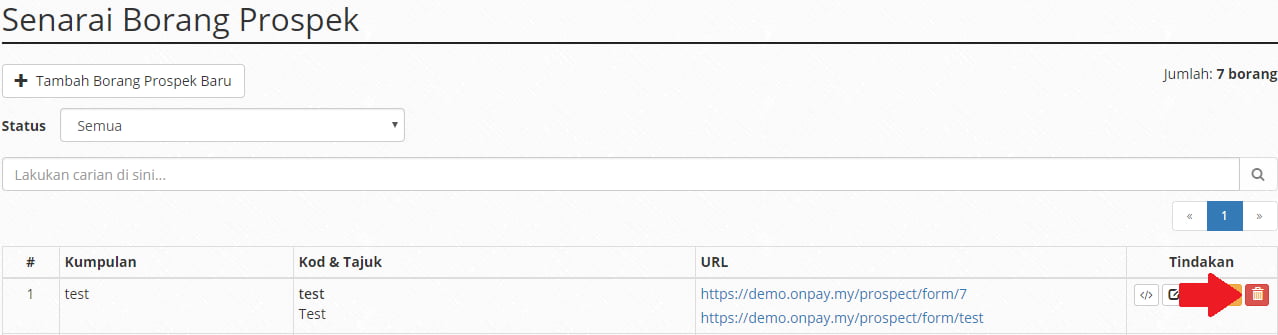 Senarai Borang Prospek
Tambah Borang Prospek Baru
Jumlah: 7 borang
Status Semua
Lakukan carian di sini...
« 1 »
# Kumpulan Kod & Tajuk URL Tindakan
1 test test https://demo.onpay.my/prospect/form/7 </>
Test https://demo.onpay.my/prospect/form/test